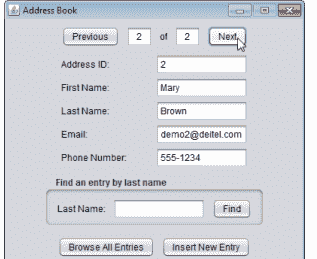 Address Book
Previous 2 of 2 Next
Address ID: 2
First Name: Mary
Last Name: Brown
Email: demo2@deitel.com
Phone Number: 555-1234
Find an entry by last name
Last Name: Find
Browse All Entries Insert New Entry